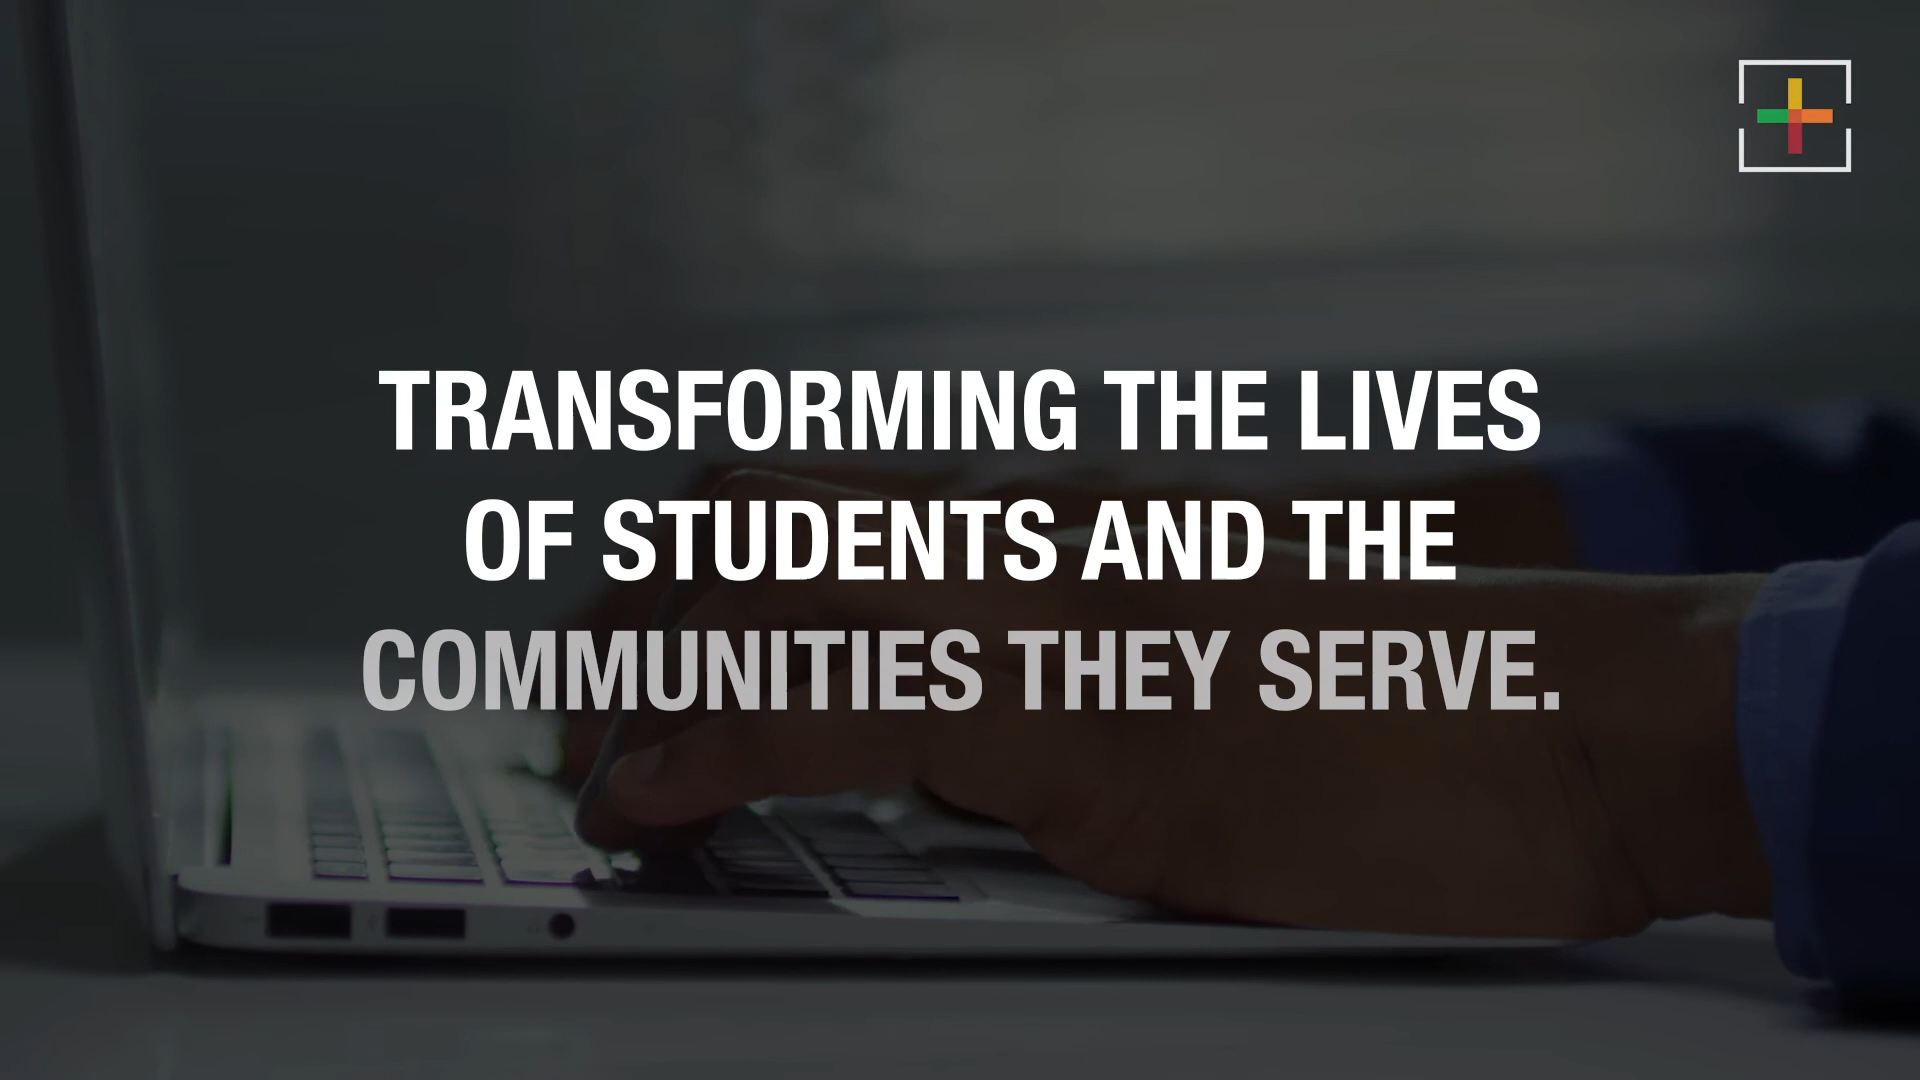 TRANSFORMING THE LIVES
OF STUDENTS AND THE
COMMUNITIES THEY SERVE.